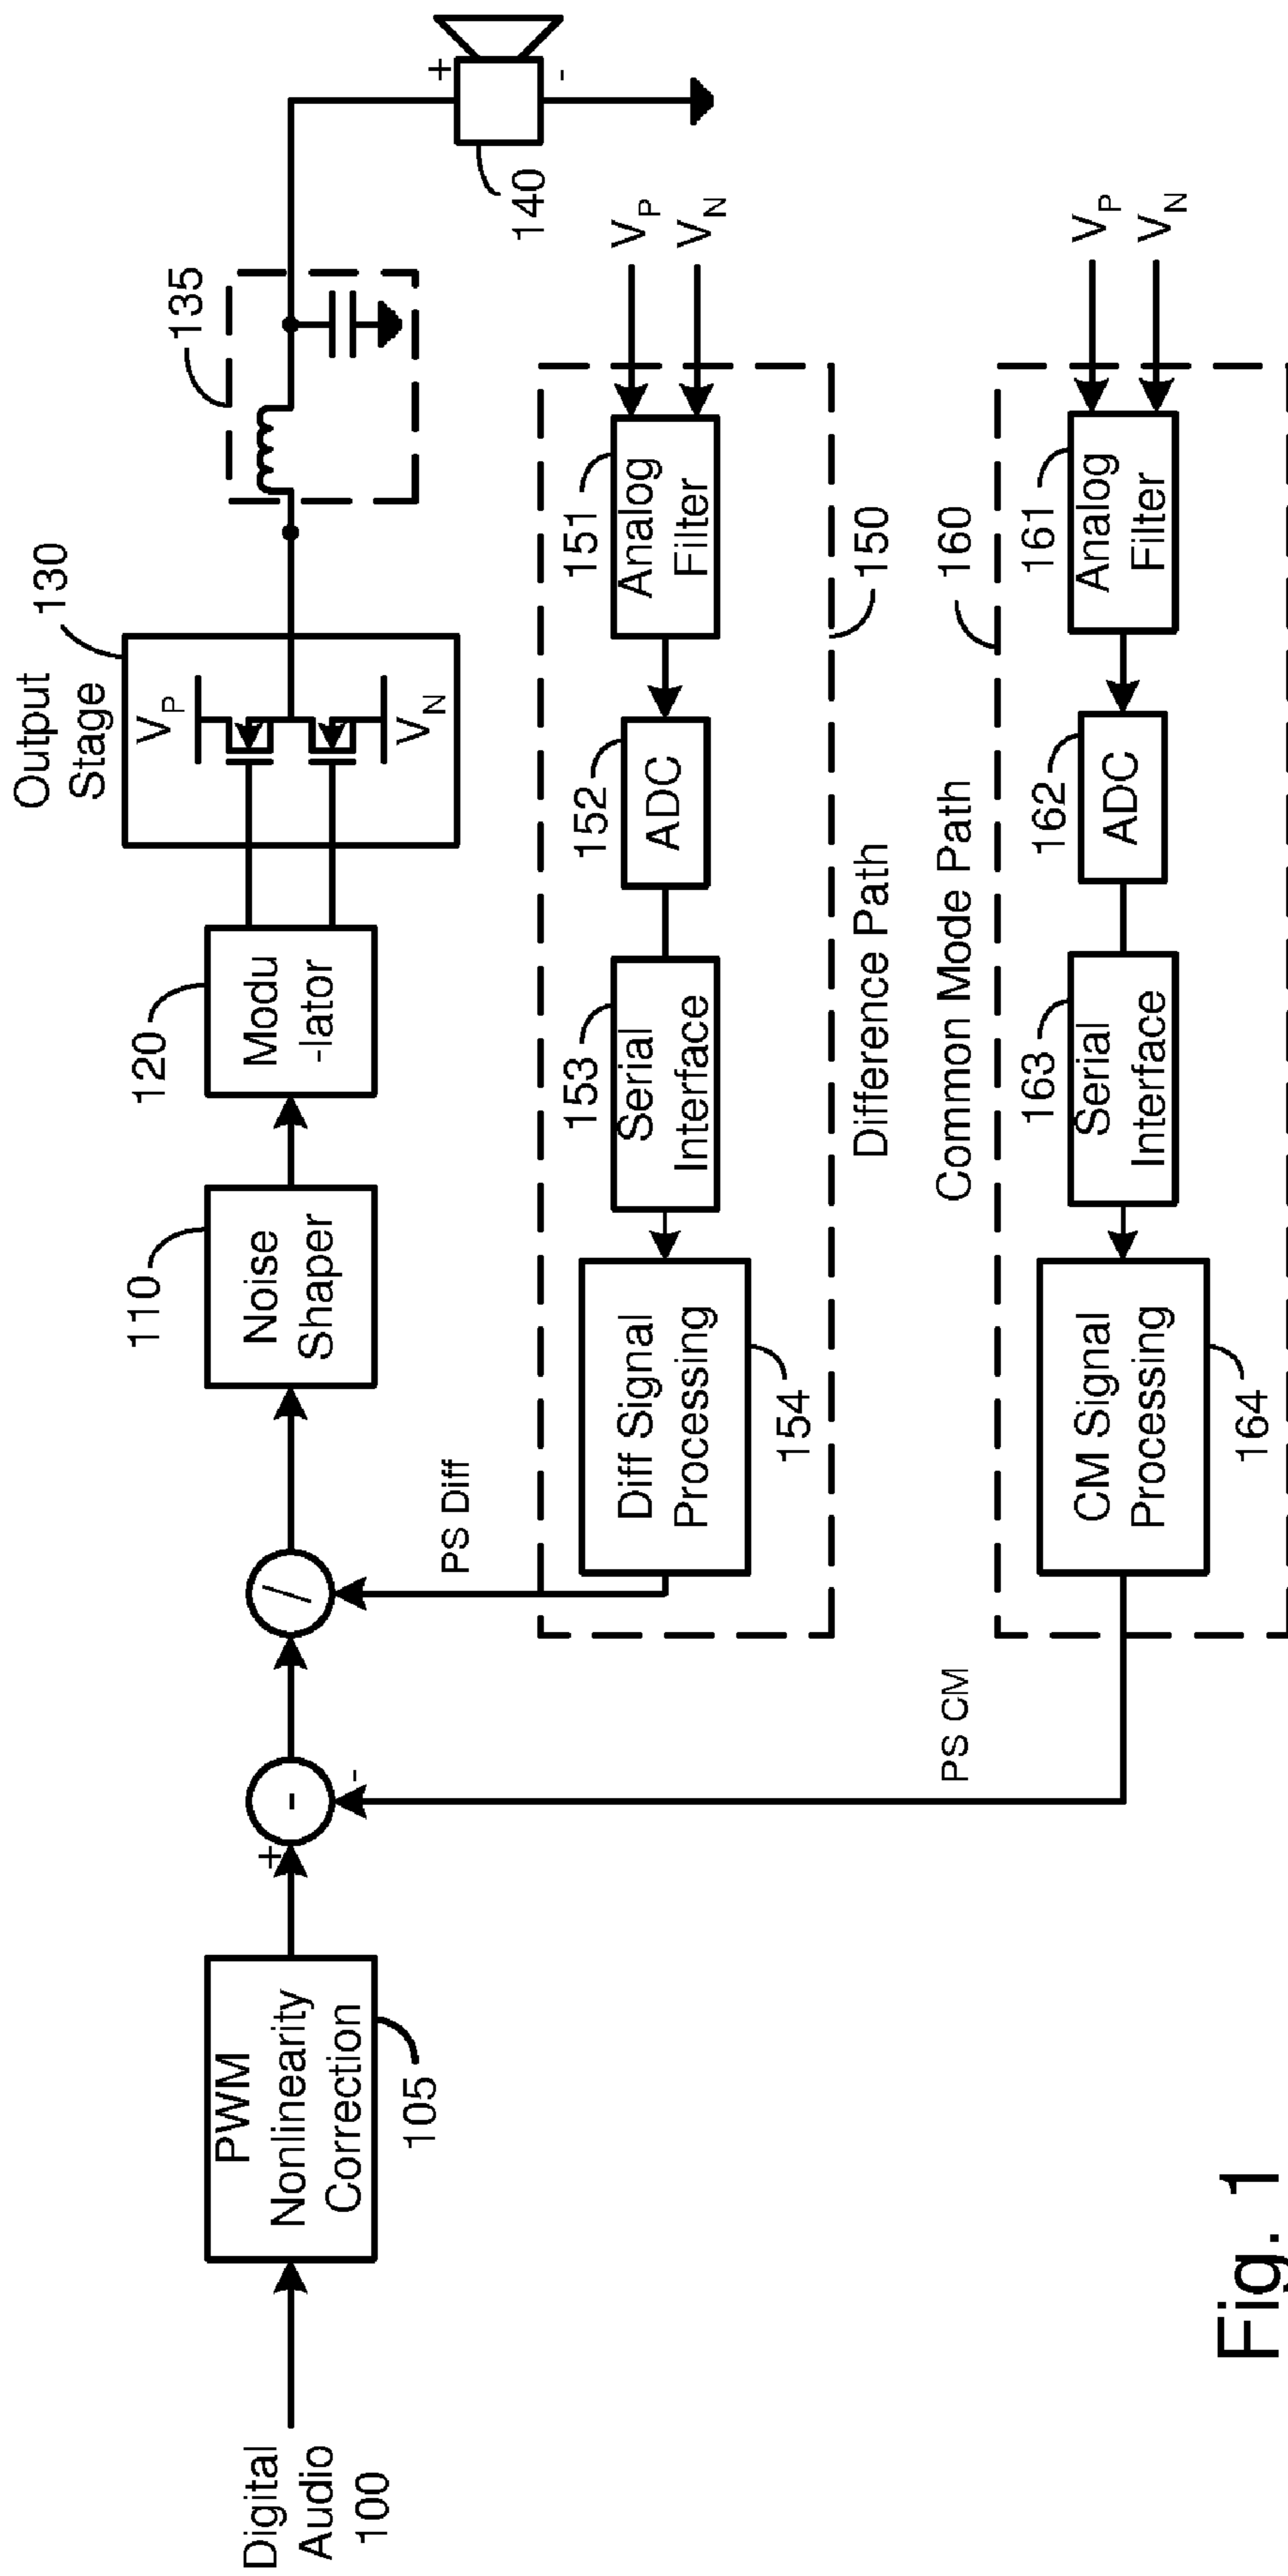 Output
Stage
130
V_P
V_N
135
+
-
140
120
Modu
-lator
110
Noise
Shaper
/
-
+
-
PWM
Nonlinearity
Correction
105
Digital
Audio
100
PS Diff
V_P
V_N
151
Analog
Filter
152
ADC
153
Serial
Interface
Diff Signal
Processing
154
150
Difference Path
160
Common Mode Path
V_P
V_N
161
Analog
Filter
162
ADC
163
Serial
Interface
CM Signal
Processing
164
PS CM
Fig. 1